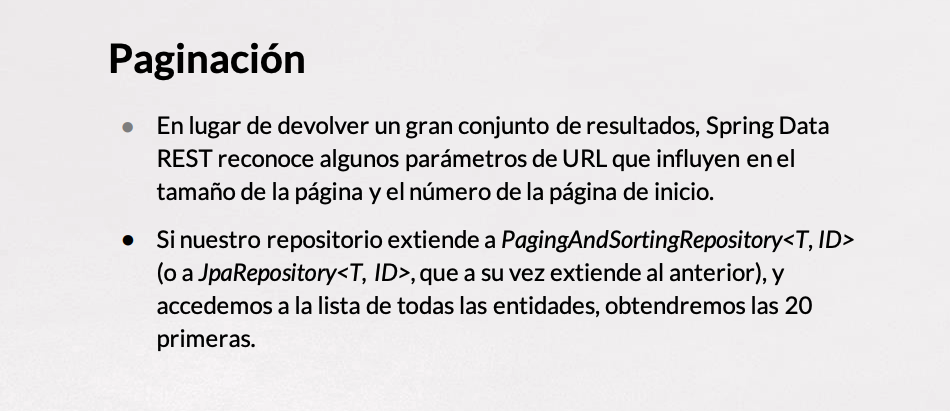 Paginación
● En lugar de devolver un gran conjunto de resultados, Spring Data
REST reconoce algunos parámetros de URL que influyen en el
tamaño de la página y el número de la página de inicio.
● Si nuestro repositorio extiende a PagingAndSortingRepository<T, ID>
(o a JpaRepository<T, ID>, que a su vez extiende al anterior), y
accedemos a la lista de todas las entidades, obtendremos las 20
primeras.